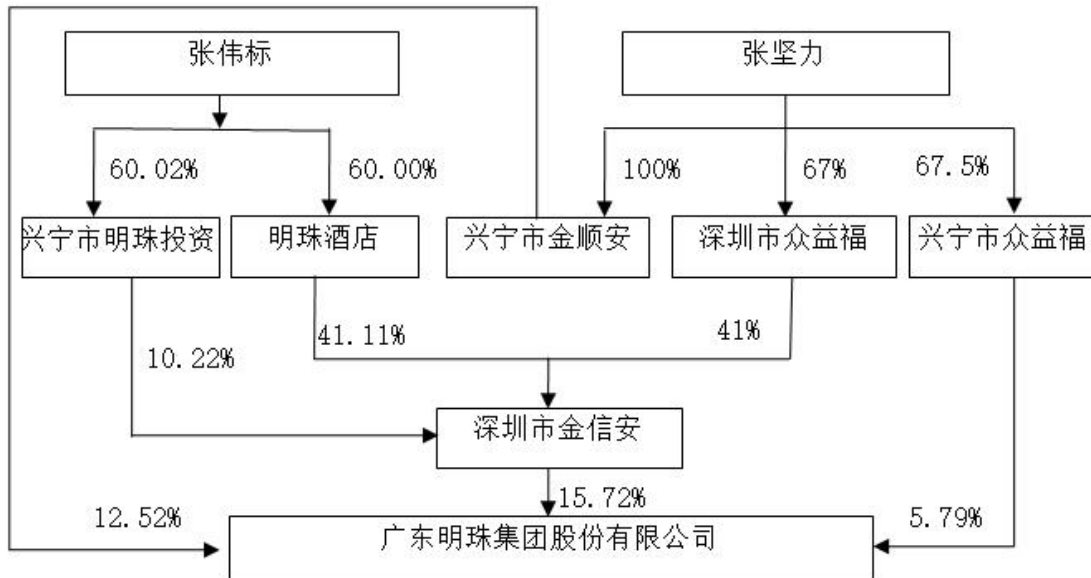 张伟标
张坚力
60.02%
60.00%
100%
67%
67.5%
兴宁市明珠投资
明珠酒店
兴宁市金顺安
深圳市众益福
兴宁市众益福
10.22%
41.11%
41%
深圳市金信安
15.72%
12.52%
5.79%
广东明珠集团股份有限公司